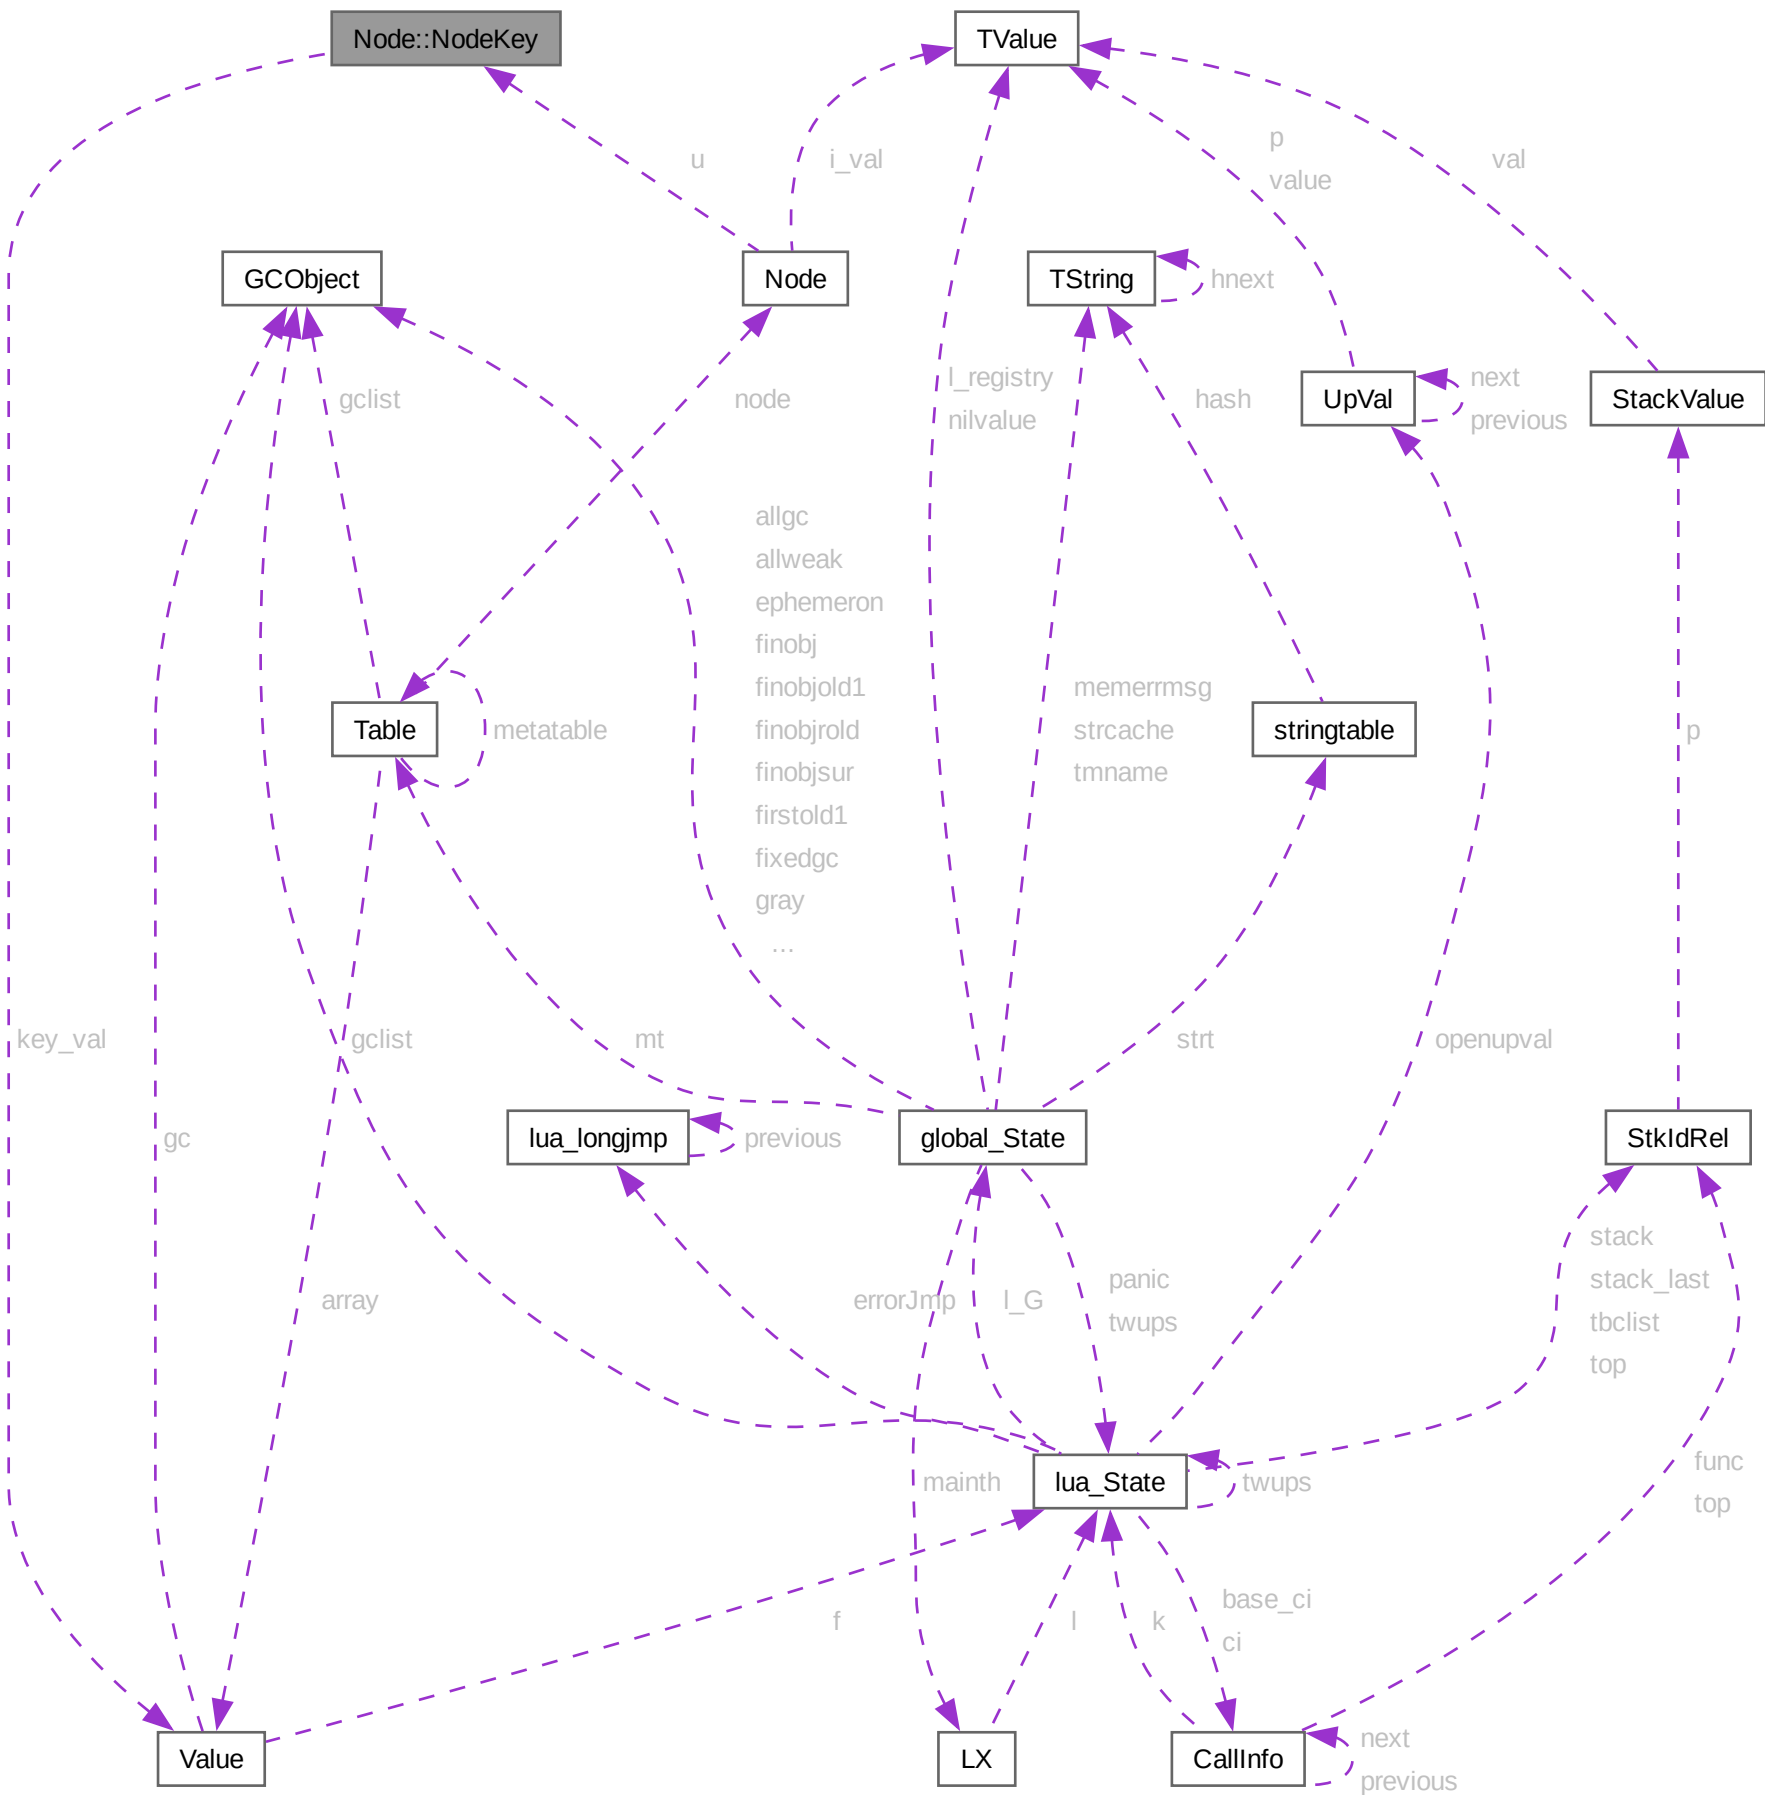 Node::NodeKey
TValue
u
i_val
p
value
val
GCObject
Node
TString
hnext
gclist
node
l_registry
nilvalue
hash
UpVal
next
previous
StackValue
allgc
allweak
ephemeron
finobj
finobjold1
finobjrold
finobjsur
firstold1
fixedgc
gray
...
Table
metatable
memerrmsg
strcache
tmname
stringtable
p
key_val
gclist
mt
strt
openupval
gc
lua_longjmp
previous
global_State
StkIdRel
array
errorJmp
l_G
panic
twups
stack
stack_last
tbclist
top
mainth
lua_State
twups
func
top
f
l
k
base_ci
ci
Value
LX
CallInfo
next
previous